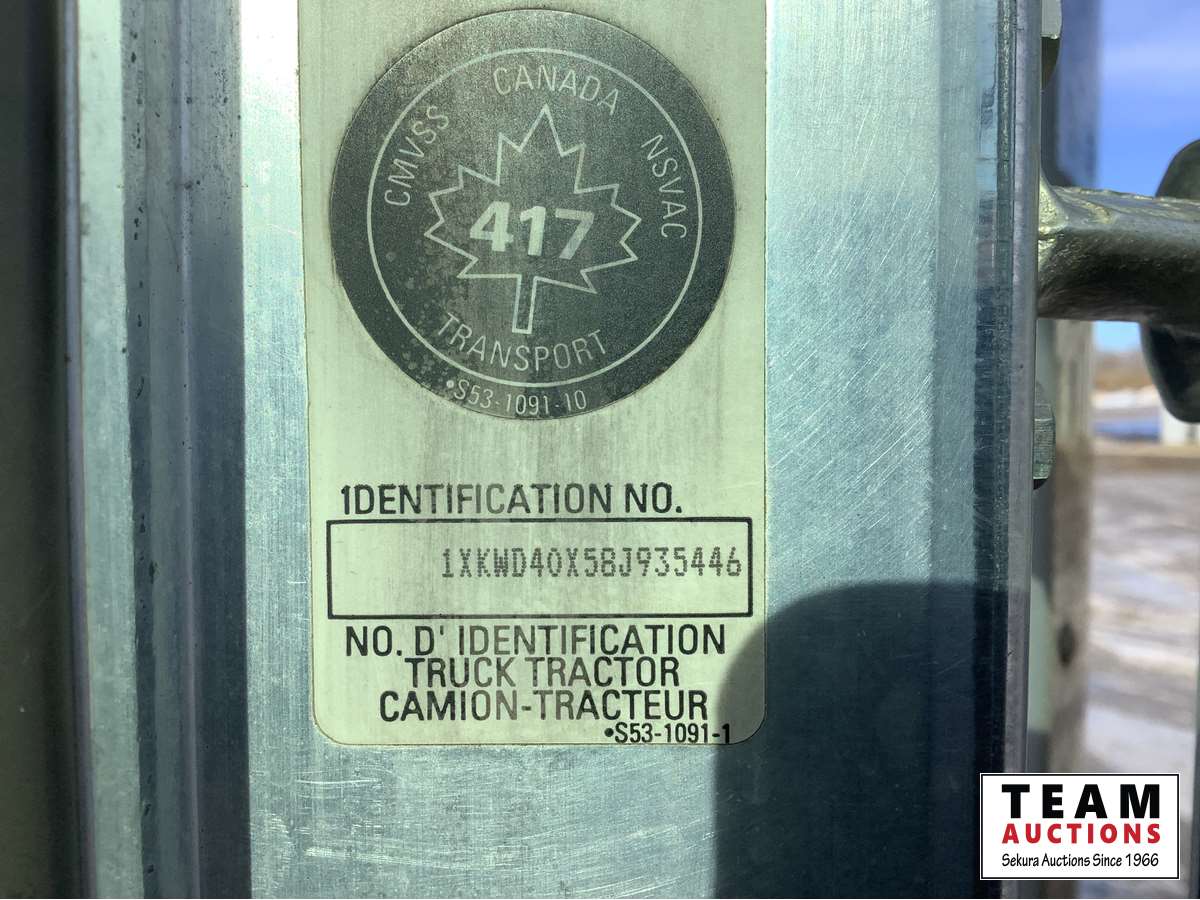 CANADA
CMVSS
NSVAC
417
TRANSPORT
•S53-1091-10
1DENTIFICATION NO.
1XKWD40X58J935446
NO. D' IDENTIFICATION
TRUCK TRACTOR
CAMION-TRACTEUR
•S53-1091-1
TEAM
AUCTIONS
Sekura Auctions Since 1966